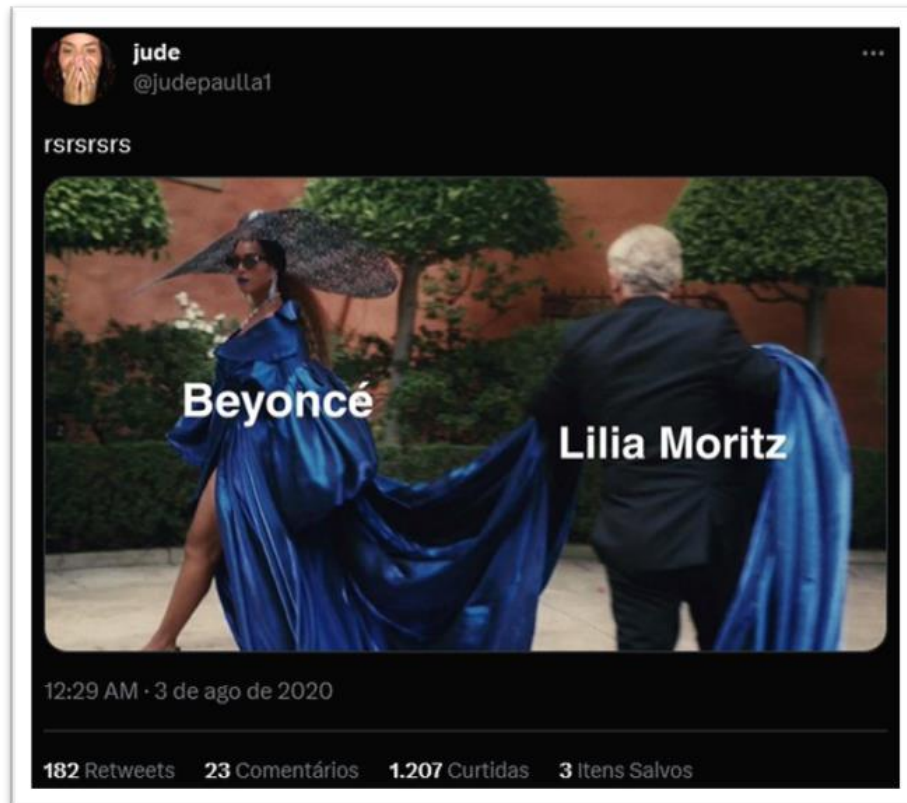 jude
@judepaulla1
rsrsrsrs
Beyoncé
Lilia Moritz
12:29 AM · 3 de ago de 2020
182 Retweets 23 Comentários 1.207 Curtidas 3 Itens Salvos